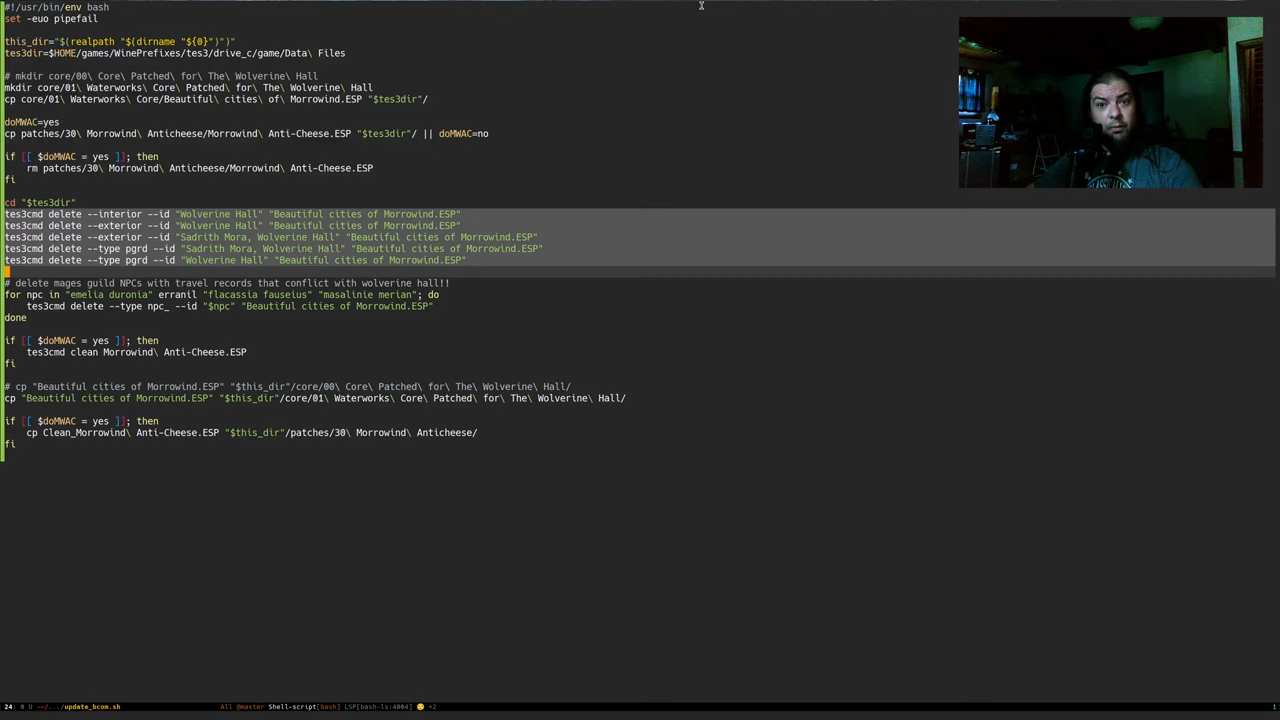 #!/usr/bin/env bash
set -euo pipefail
this_dir="$(realpath "$(dirname "${0}")")"
tes3dir=$HOME/games/WinePrefixes/tes3/drive_c/game/Data\ Files
# mkdir core/00\ Core\ Patched\ for\ The\ Wolverine\ Hall
mkdir core/01\ Waterworks\ Core\ Patched\ for\ The\ Wolverine\ Hall
cp core/01\ Waterworks\ Core/Beautiful\ cities\ of\ Morrowind.ESP "$tes3dir"/
doMWAC=yes
cp patches/30\ Morrowind\ Anticheese/Morrowind\ Anti-Cheese.ESP "$tes3dir"/ || doMWAC=no
if [[ $doMWAC = yes ]]; then
    rm patches/30\ Morrowind\ Anticheese/Morrowind\ Anti-Cheese.ESP
fi
cd "$tes3dir"
tes3cmd delete --interior --id "Wolverine Hall" "Beautiful cities of Morrowind.ESP"
tes3cmd delete --exterior --id "Wolverine Hall" "Beautiful cities of Morrowind.ESP"
tes3cmd delete --exterior --id "Sadrith Mora, Wolverine Hall" "Beautiful cities of Morrowind.ESP"
tes3cmd delete --type pgrd --id "Sadrith Mora, Wolverine Hall" "Beautiful cities of Morrowind.ESP"
tes3cmd delete --type pgrd --id "Wolverine Hall" "Beautiful cities of Morrowind.ESP"
# delete mages guild NPCs with travel records that conflict with wolverine hall!!
for npc in "emelia duronia" erranil "flacassia fauseius" "masalinie merian"; do
    tes3cmd delete --type npc_ --id "$npc" "Beautiful cities of Morrowind.ESP"
done
if [[ $doMWAC = yes ]]; then
    tes3cmd clean Morrowind\ Anti-Cheese.ESP
fi
# cp "Beautiful cities of Morrowind.ESP" "$this_dir"/core/00\ Core\ Patched\ for\ The\ Wolverine\ Hall/
cp "Beautiful cities of Morrowind.ESP" "$this_dir"/core/01\ Waterworks\ Core\ Patched\ for\ The\ Wolverine\ Hall/
if [[ $doMWAC = yes ]]; then
    cp Clean_Morrowind\ Anti-Cheese.ESP "$this_dir"/patches/30\ Morrowind\ Anticheese/
fi
24: 0 U ~~/.../update_bcom.sh All @master Shell-script[bash] LSP[bash-ls:4004] +2 1